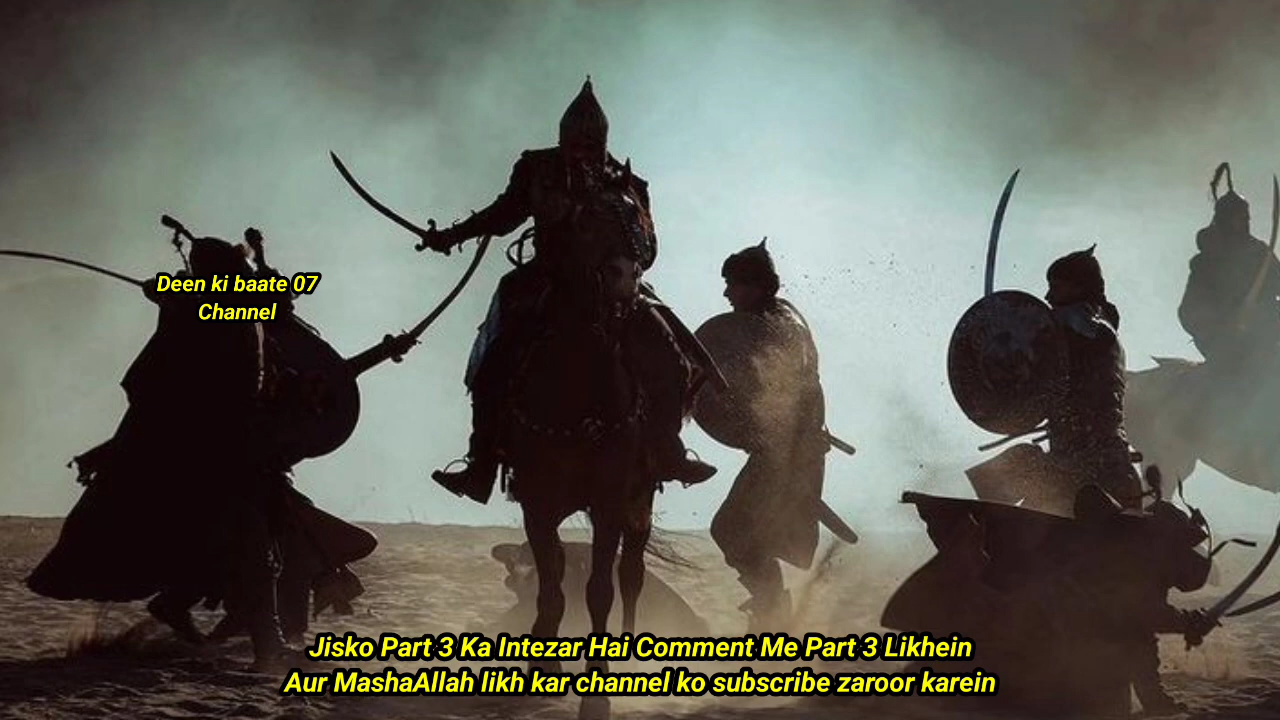 Deen ki baate 07
Channel
Jisko Part 3 Ka Intezar Hai Comment Me Part 3 Likhein
Aur MashaAllah likh kar channel ko subscribe zaroor karein